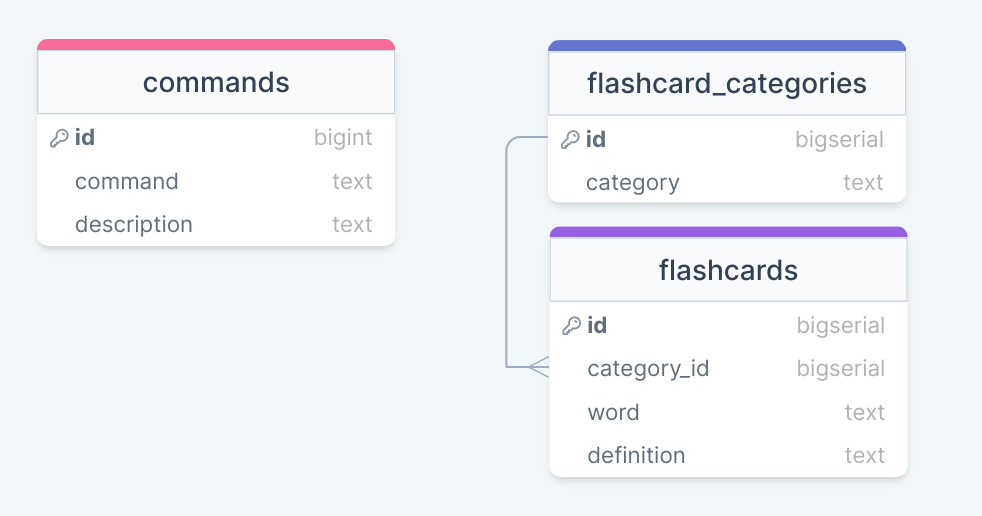 commands
id bigint
command text
description text
flashcard_categories
id bigserial
category text
flashcards
id bigserial
category_id bigserial
word text
definition text